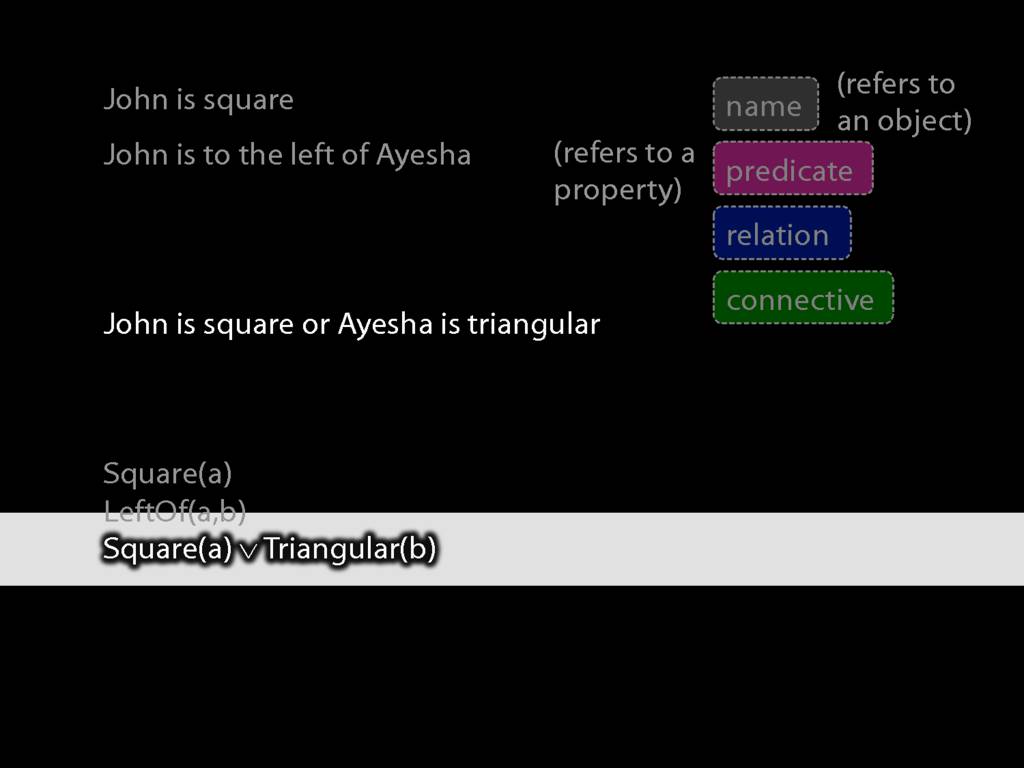 John is square
name
(refers to
an object)
John is to the left of Ayesha
(refers to a
property)
predicate
relation
connective
John is square or Ayesha is triangular
Square(a)
LeftOf(a,b)
Square(a) ∨ Triangular(b)